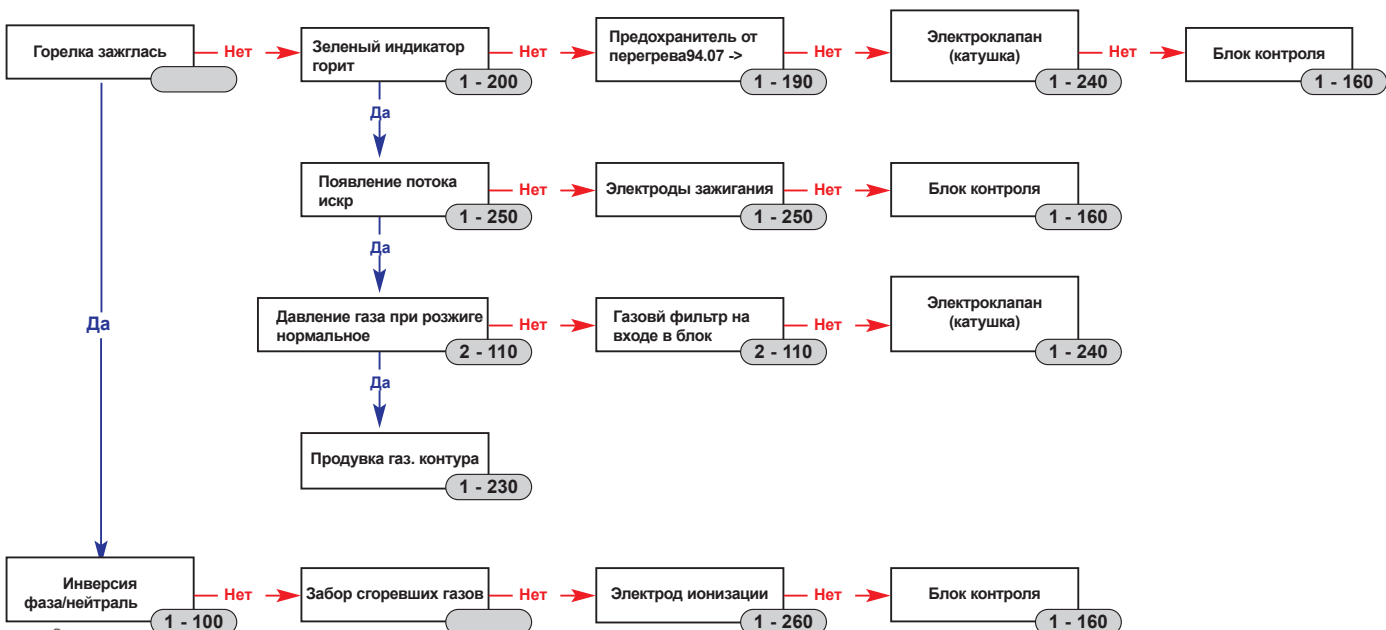 Горелка зажглась
Нет
Зеленый индикатор
горит
1 - 200
Нет
Предохранитель от
перегрева94.07 ->
1 - 190
Нет
Электроклапан
(катушка)
1 - 240
Нет
Блок контроля
1 - 160
Да
Появление потока
искр
1 - 250
Нет
Электроды зажигания
1 - 250
Нет
Блок контроля
1 - 160
Да
Да
Давление газа при розжиге
нормальное
2 - 110
Нет
Газовй фильтр на
входе в блок
2 - 110
Нет
Электроклапан
(катушка)
1 - 240
Да
Продувка газ. контура
1 - 230
Инверсия
фаза/нейтраль
1 - 100
Нет
Забор сгоревших газов
Нет
Электрод ионизации
1 - 260
Нет
Блок контроля
1 - 160